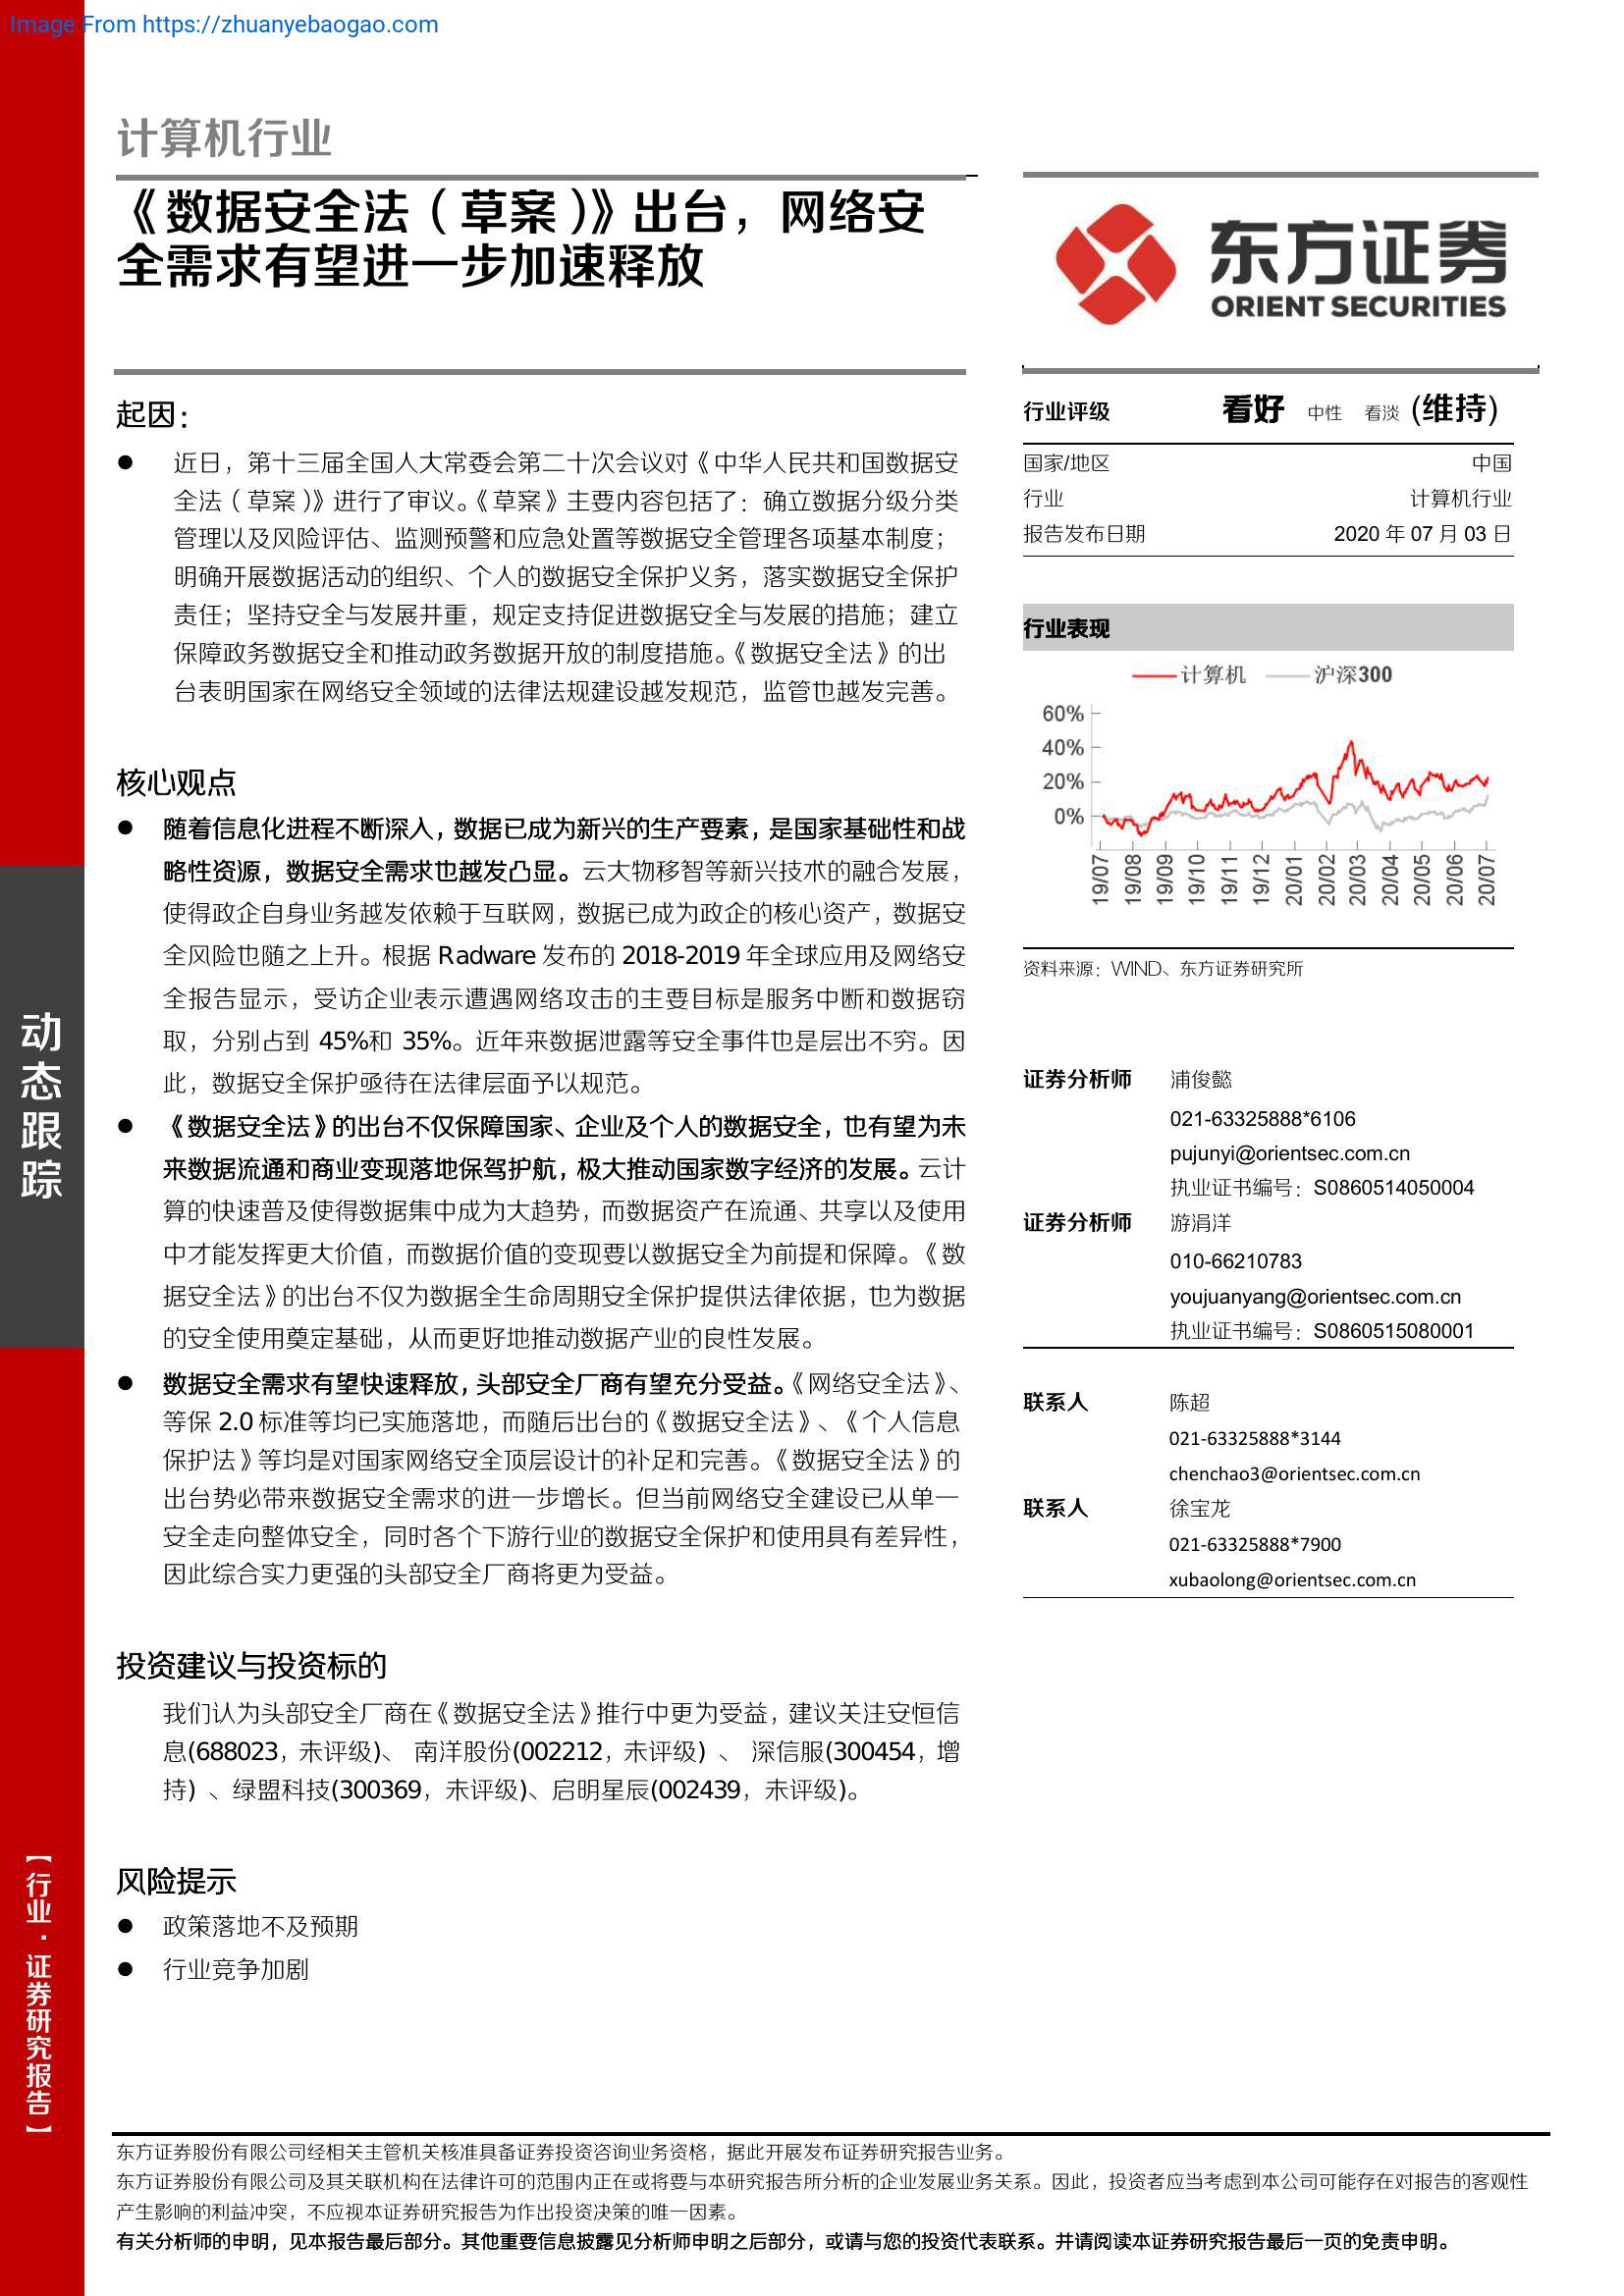 Image From https://zhuanyebaogao.com
计算机行业
《数据安全法（草案）》出台，网络安
全需求有望进一步加速释放
东方证券
ORIENT SECURITIES
起因：
● 近日，第十三届全国人大常委会第二十次会议对《中华人民共和国数据安
全法（草案）》进行了审议。《草案》主要内容包括了：确立数据分级分类
管理以及风险评估、监测预警和应急处置等数据安全管理各项基本制度；
明确开展数据活动的组织、个人的数据安全保护义务，落实数据安全保护
责任；坚持安全与发展并重，规定支持促进数据安全与发展的措施；建立
保障政务数据安全和推动政务数据开放的制度措施。《数据安全法》的出
台表明国家在网络安全领域的法律法规建设越发规范，监管也越发完善。
核心观点
● 随着信息化进程不断深入，数据已成为新兴的生产要素，是国家基础性和战
略性资源，数据安全需求也越发凸显。云大物移智等新兴技术的融合发展，
使得政企自身业务越发依赖于互联网，数据已成为政企的核心资产，数据安
全风险也随之上升。根据 Radware 发布的 2018-2019 年全球应用及网络安
全报告显示，受访企业表示遭遇网络攻击的主要目标是服务中断和数据窃
取，分别占到 45%和 35%。近年来数据泄露等安全事件也是层出不穷。因
此，数据安全保护亟待在法律层面予以规范。
● 《数据安全法》的出台不仅保障国家、企业及个人的数据安全，也有望为未
来数据流通和商业变现落地保驾护航，极大推动国家数字经济的发展。云计
算的快速普及使得数据集中成为大趋势，而数据资产在流通、共享以及使用
中才能发挥更大价值，而数据价值的变现要以数据安全为前提和保障。《数
据安全法》的出台不仅为数据全生命周期安全保护提供法律依据，也为数据
的安全使用奠定基础，从而更好地推动数据产业的良性发展。
● 数据安全需求有望快速释放，头部安全厂商有望充分受益。《网络安全法》、
等保 2.0 标准等均已实施落地，而随后出台的《数据安全法》、《个人信息
保护法》等均是对国家网络安全顶层设计的补足和完善。《数据安全法》的
出台势必带来数据安全需求的进一步增长。但当前网络安全建设已从单一
安全走向整体安全，同时各个下游行业的数据安全保护和使用具有差异性，
因此综合实力更强的头部安全厂商将更为受益。
投资建议与投资标的
我们认为头部安全厂商在《数据安全法》推行中更为受益，建议关注安恒信
息(688023，未评级)、 南洋股份(002212，未评级) 、 深信服(300454，增
持) 、绿盟科技(300369，未评级)、启明星辰(002439，未评级)。
风险提示
● 政策落地不及预期
● 行业竞争加剧
行业评级 看好 中性 看淡 (维持)
国家/地区 中国
行业 计算机行业
报告发布日期 2020 年 07 月 03 日
行业表现
计算机 沪深300
60%
40%
20%
0%
19/07 19/08 19/09 19/10 19/11 19/12 20/01 20/02 20/03 20/04 20/05 20/06 20/07
资料来源：WIND、东方证券研究所
证券分析师 浦俊懿
021-63325888*6106
pujunyi@orientsec.com.cn
执业证书编号：S0860514050004
证券分析师 游涓洋
010-66210783
youjuanyang@orientsec.com.cn
执业证书编号：S0860515080001
联系人 陈超
021-63325888*3144
chenchao3@orientsec.com.cn
联系人 徐宝龙
021-63325888*7900
xubaolong@orientsec.com.cn
动态跟踪
【行业·证券研究报告】
东方证券股份有限公司经相关主管机关核准具备证券投资咨询业务资格，据此开展发布证券研究报告业务。
东方证券股份有限公司及其关联机构在法律许可的范围内正在或将要与本研究报告所分析的企业发展业务关系。因此，投资者应当考虑到本公司可能存在对报告的客观性
产生影响的利益冲突，不应视本证券研究报告为作出投资决策的唯一因素。
有关分析师的申明，见本报告最后部分。其他重要信息披露见分析师申明之后部分，或请与您的投资代表联系。并请阅读本证券研究报告最后一页的免责申明。